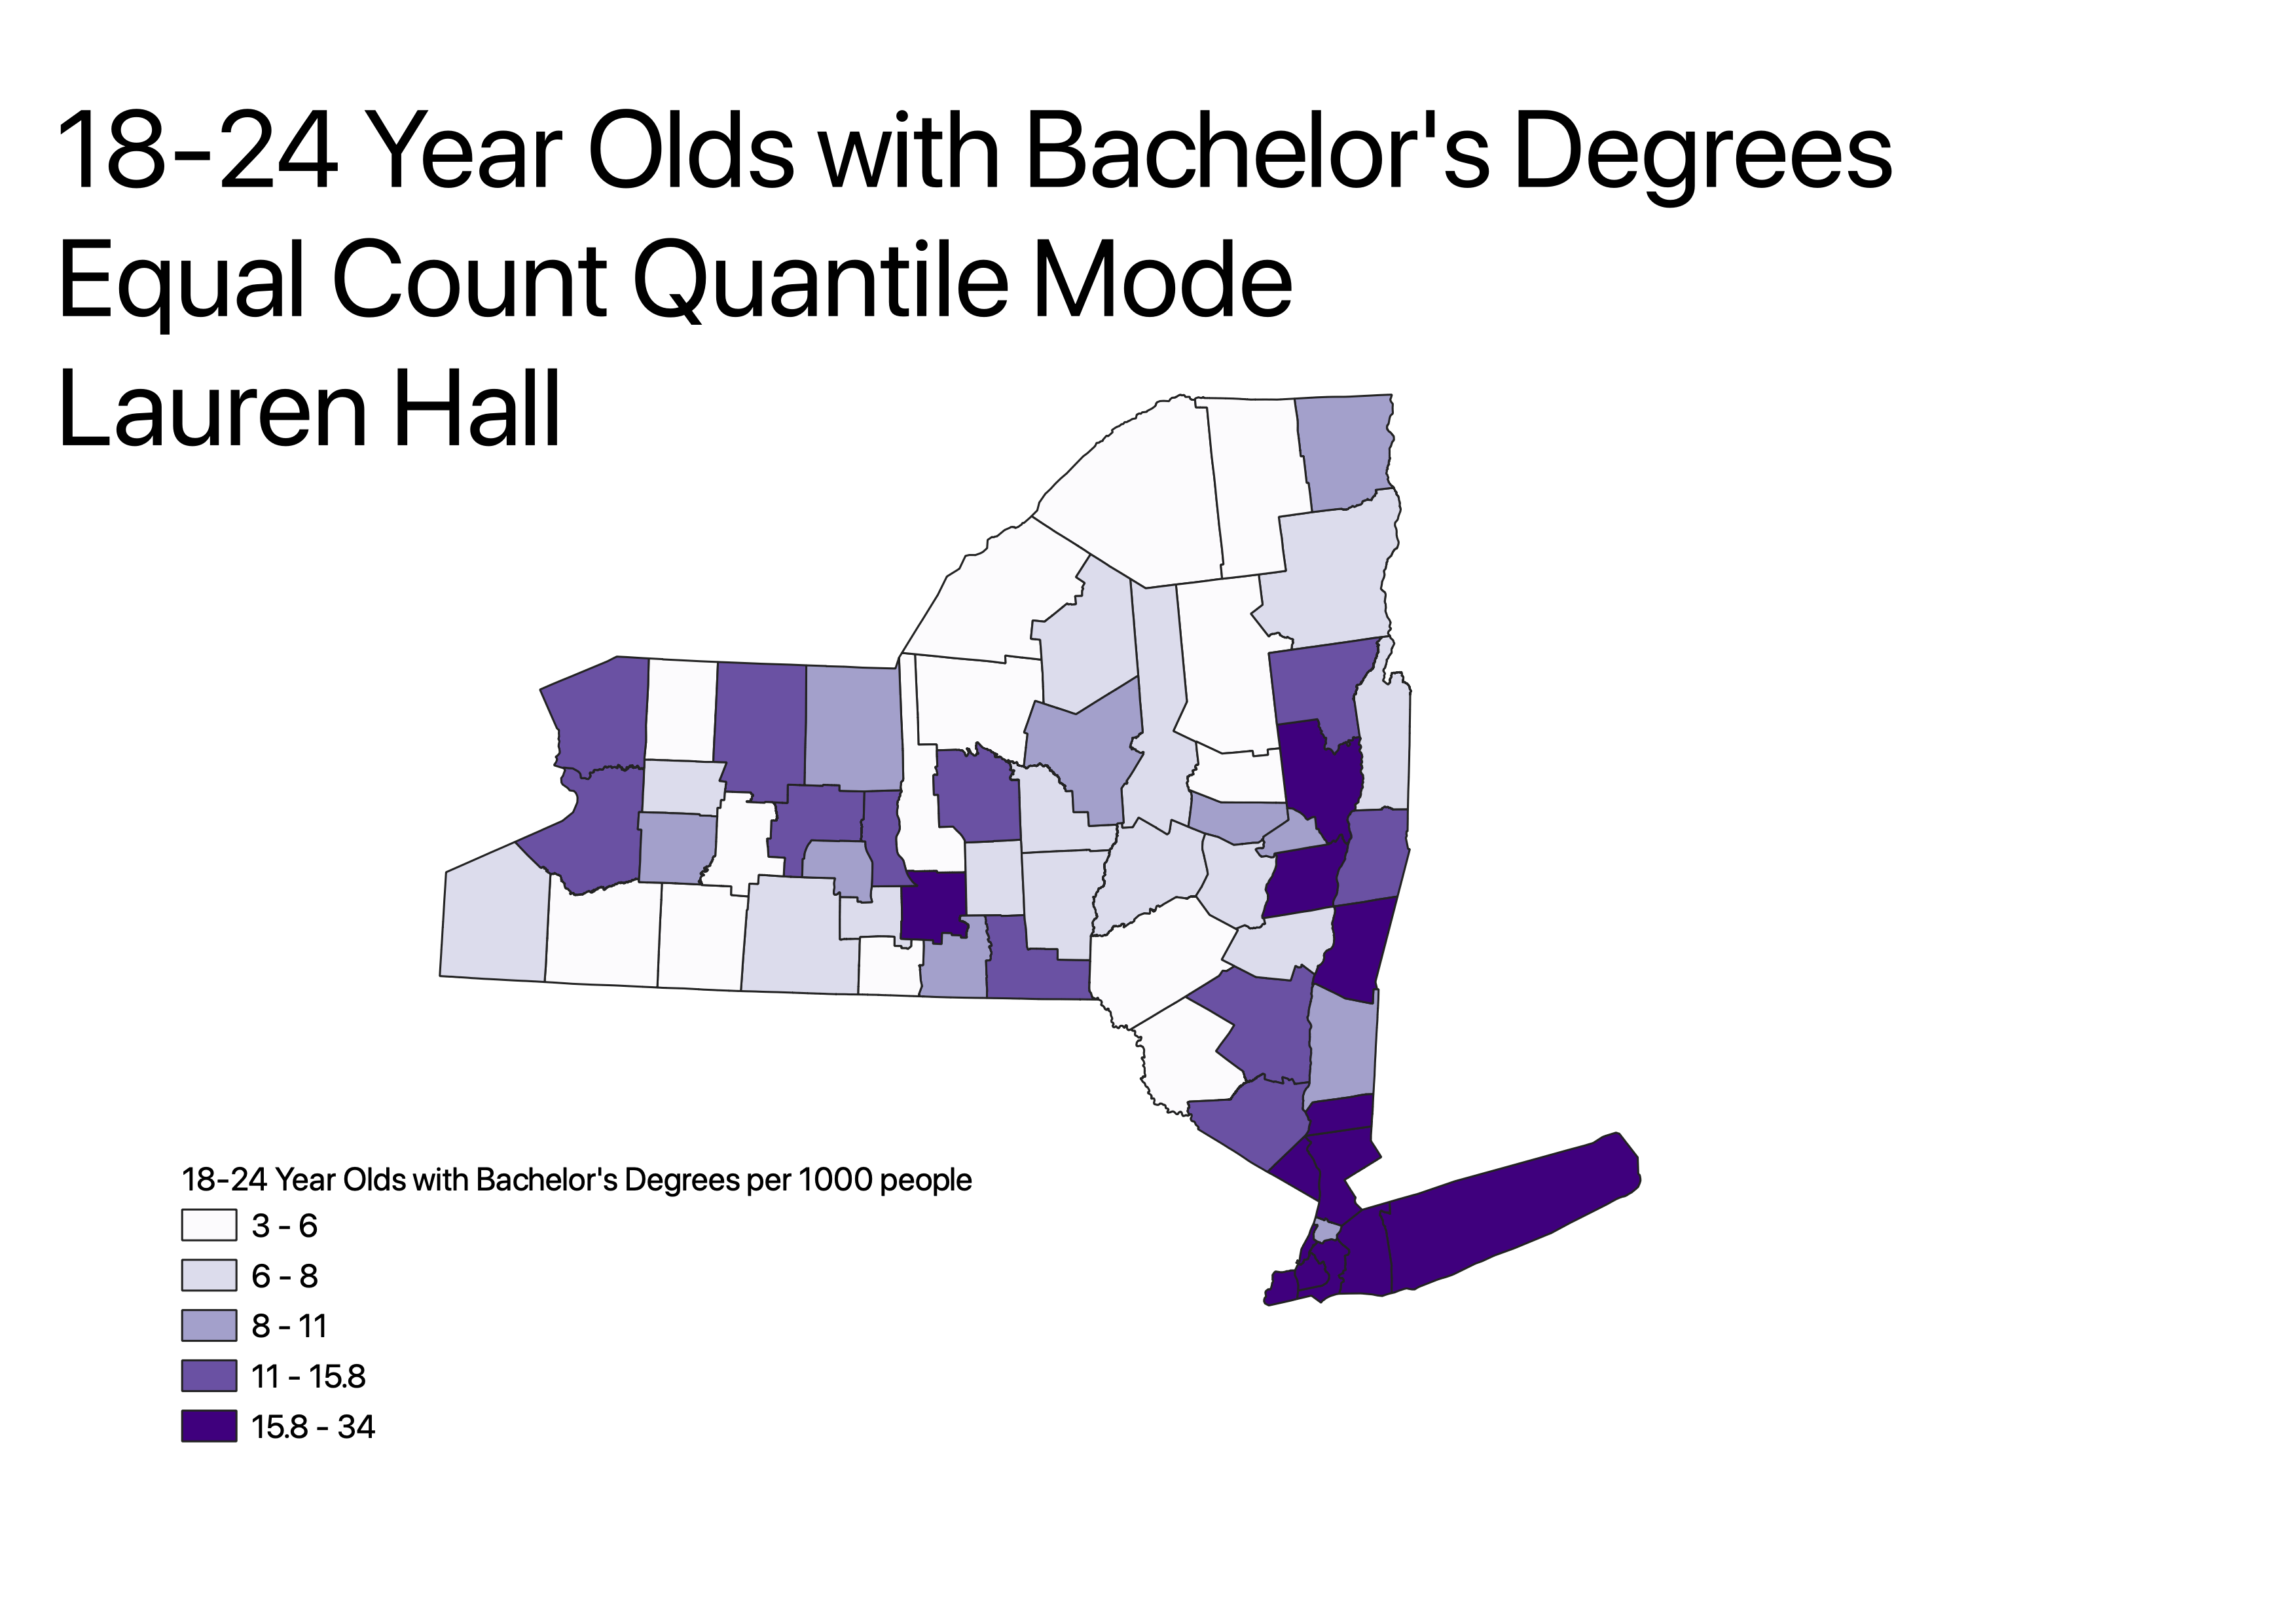 18-24 Year Olds with Bachelor's Degrees
Equal Count Quantile Mode
Lauren Hall
18-24 Year Olds with Bachelor's Degrees per 1000 people
3 - 6
6 - 8
8 - 11
11 - 15.8
15.8 - 34